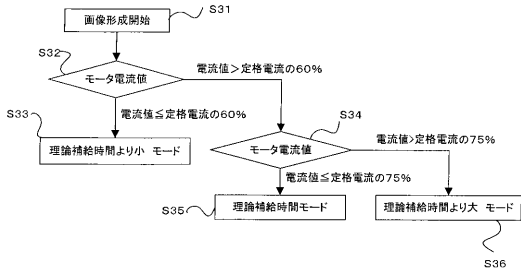 画像形成開始
S31
S32
モータ電流値
電流値>定格電流の60%
電流値≦定格電流の60%
S33
理論補給時間より小 モード
S34
モータ電流値
電流値>定格電流の75%
電流値≦定格電流の75%
S35
理論補給時間モード
理論補給時間より大 モード
S36